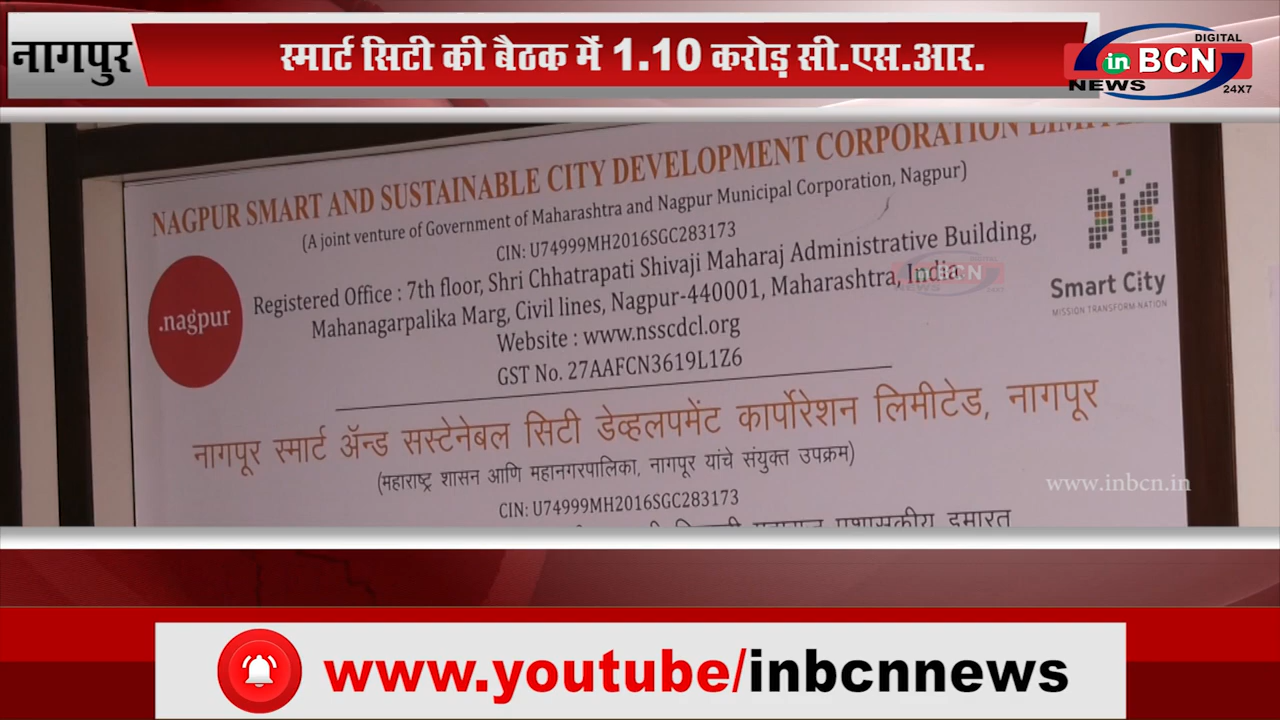 नागपुर
स्मार्ट सिटी की बैठक में 1.10 करोड़ सी.एस.आर.
DIGITAL
in BCN
NEWS 24X7
NAGPUR SMART AND SUSTAINABLE CITY DEVELOPMENT CORPORATION
(A joint venture of Government of Maharashtra and Nagpur Municipal Corporation, Nagpur)
CIN: U74999MH2016SGC283173
Registered Office : 7th floor, Shri Chhatrapati Shivaji Maharaj Administrative Building,
Mahanagarpalika Marg, Civil lines, Nagpur-440001, Maharashtra, India
Website : www.nsscdcl.org
GST No. 27AAFCN3619L1Z6
.nagpur
Smart City
MISSION TRANSFORM-NATION
in BCN
नागपूर स्मार्ट ॲन्ड सस्टेनेबल सिटी डेव्हलपमेंट कार्पोरेशन लिमीटेड, नागपूर
(महाराष्ट्र शासन आणि महानगरपालिका, नागपूर यांचे संयुक्त उपक्रम)
CIN: U74999MH2016SGC283173
www.inbcn.in
www.youtube/inbcnnews